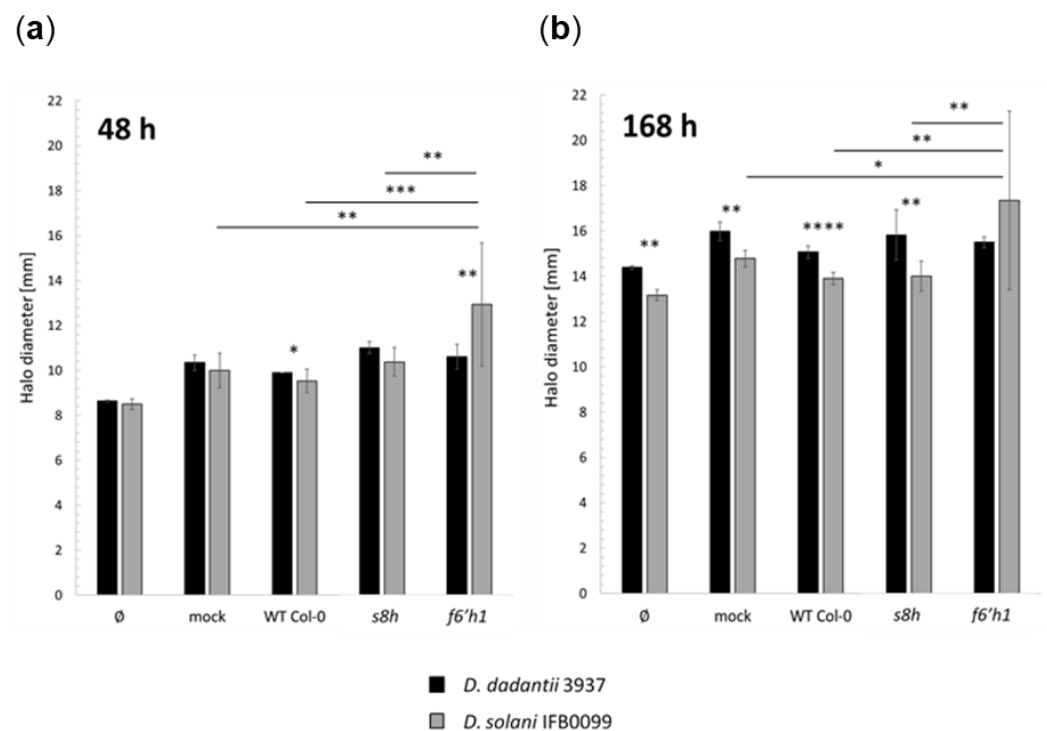 (a)
(b)
48 h
168 h
Halo diameter [mm]
22
20
18
16
14
12
10
8
6
4
2
0
**
***
**
*
**
Ø
mock
WT Col-0
s8h
f6'h1
Halo diameter [mm]
22
20
18
16
14
12
10
8
6
4
2
0
**
**
*
**
**
****
**
Ø
mock
WT Col-0
s8h
f6'h1
D. dadantii 3937
D. solani IFB0099